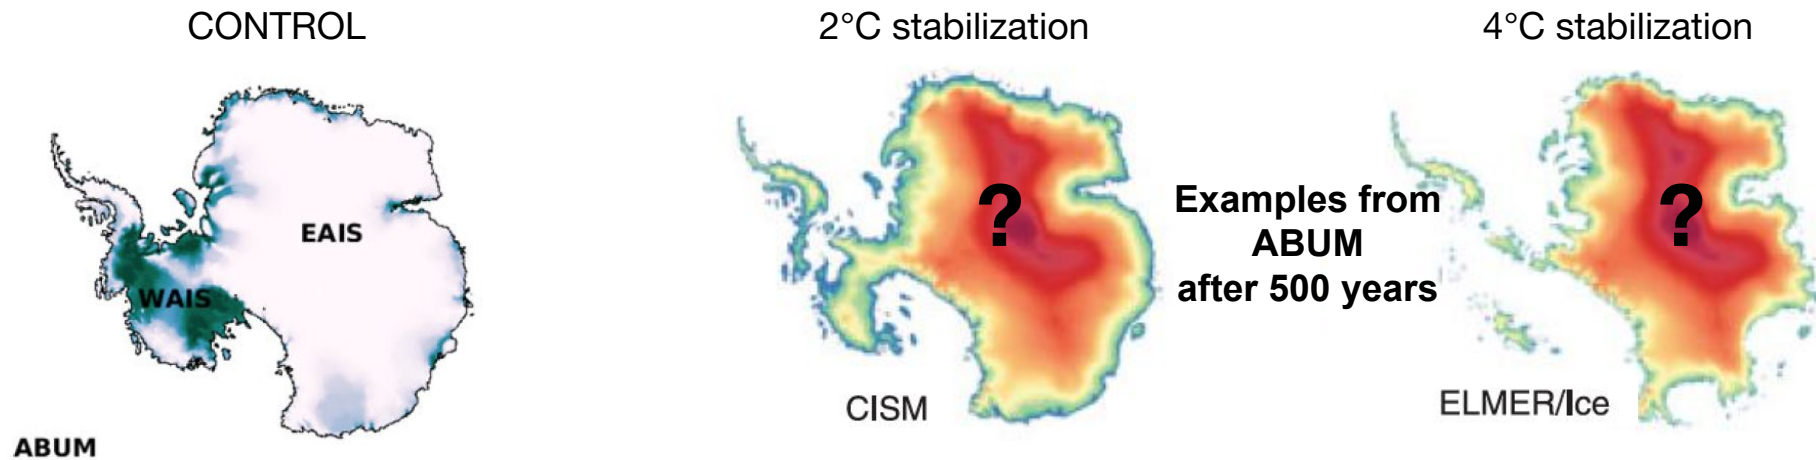 CONTROL
2°C stabilization
4°C stabilization
EAIS
WAIS
ABUM
?
CISM
Examples from
ABUM
after 500 years
?
ELMER/Ice